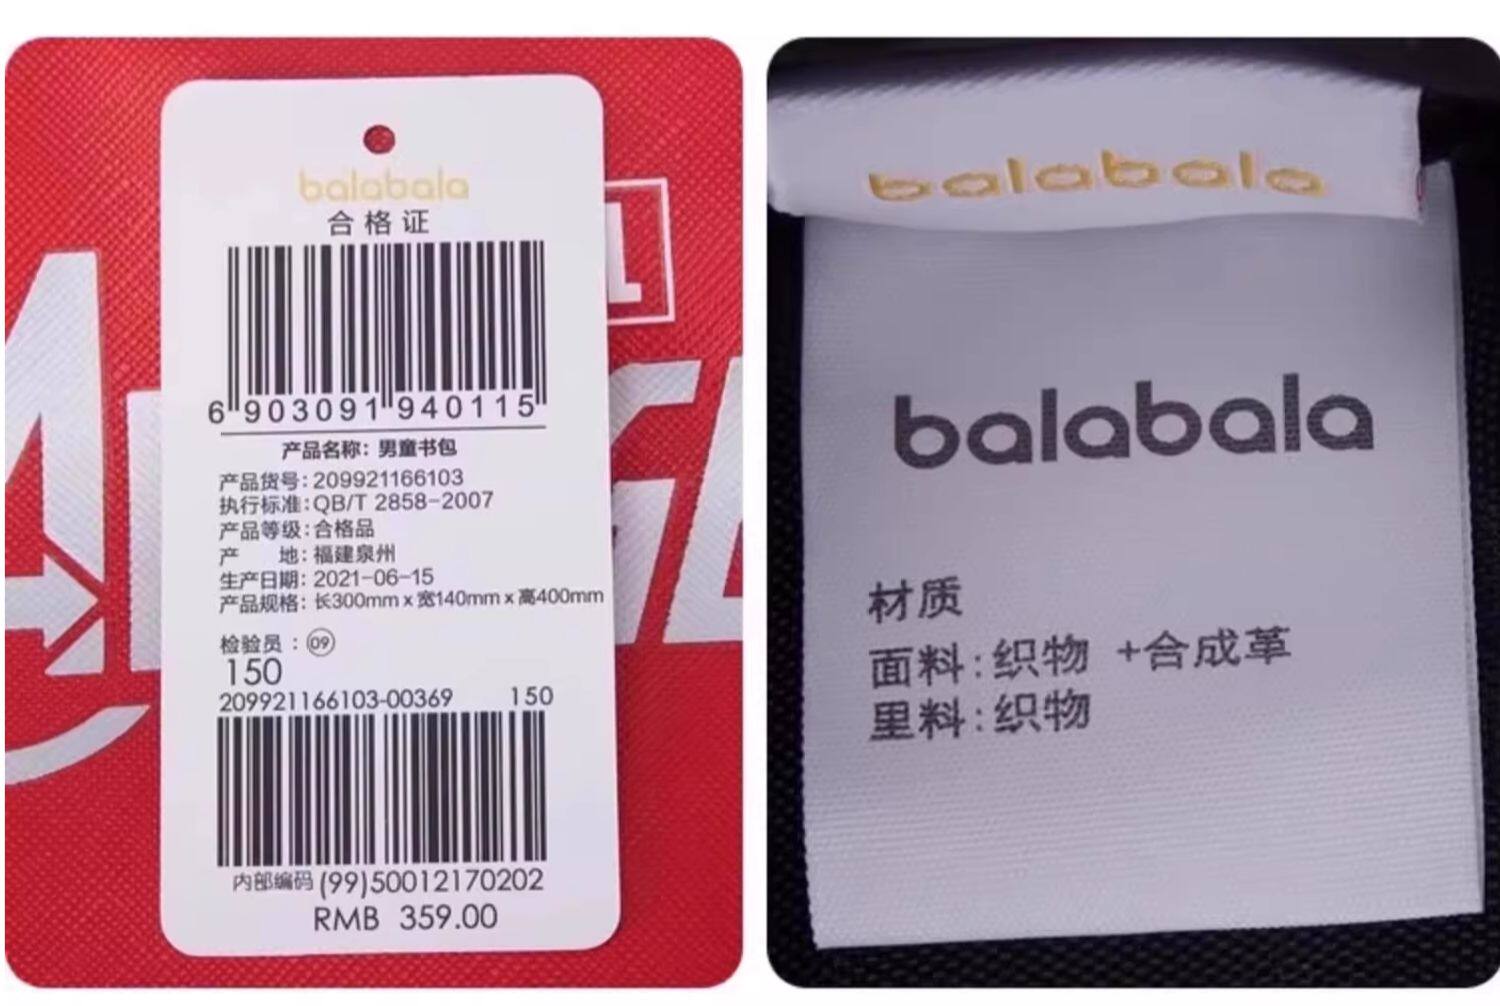 balabala
合格证
6 903091 940115
产品名称：男童书包
产品货号：209921166103
执行标准：QB/T 2858-2007
产品等级：合格品
产 地：福建泉州
生产日期：2021-06-15
产品规格：长300mm x 宽140mm x 高400mm
检验员：09
150
209921166103-00369 150
内部编码 (99)50012170202
RMB 359.00
balabala
balabala
材质
面料：织物 +合成革
里料：织物